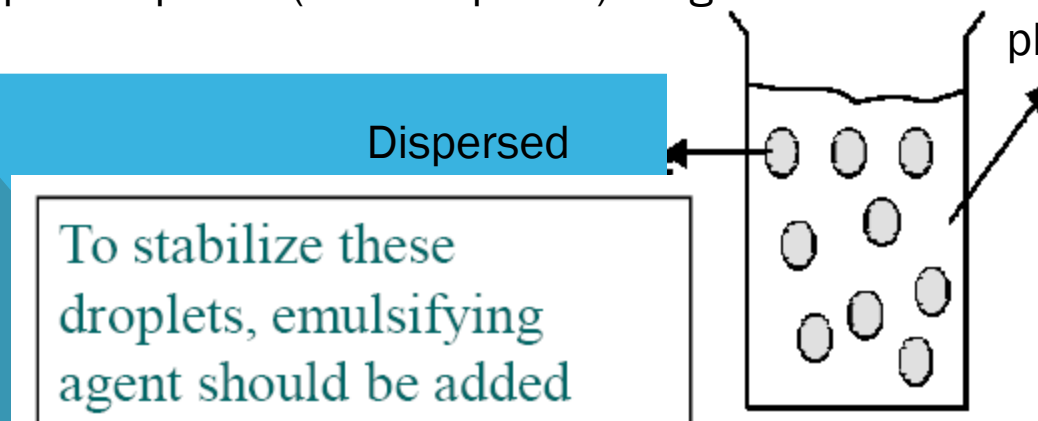 Dispersed
To stabilize these
droplets, emulsifying
agent should be added